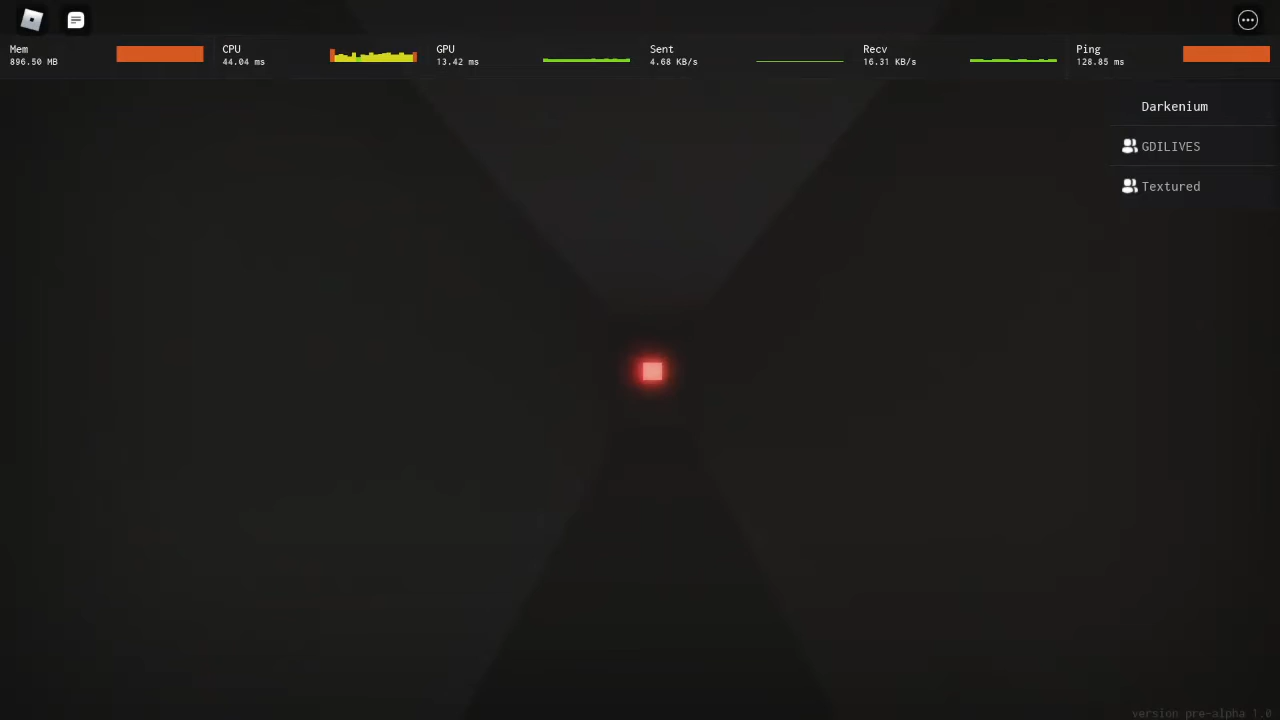 Mem
896.50 MB
CPU
44.04 ms
GPU
13.42 ms
Sent
4.68 KB/s
Recv
16.31 KB/s
Ping
128.85 ms
Darkenium
GDILIVES
Textured
version pre-alpha 1.0